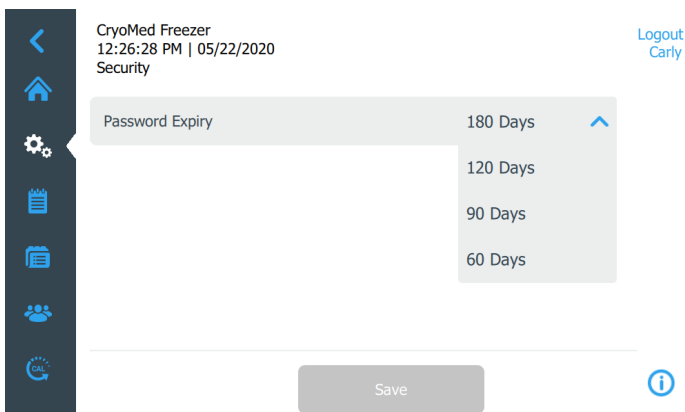 CryoMed Freezer
12:26:28 PM | 05/22/2020
Security
Logout
Carly
Password Expiry
180 Days
120 Days
90 Days
60 Days
CAL
Save